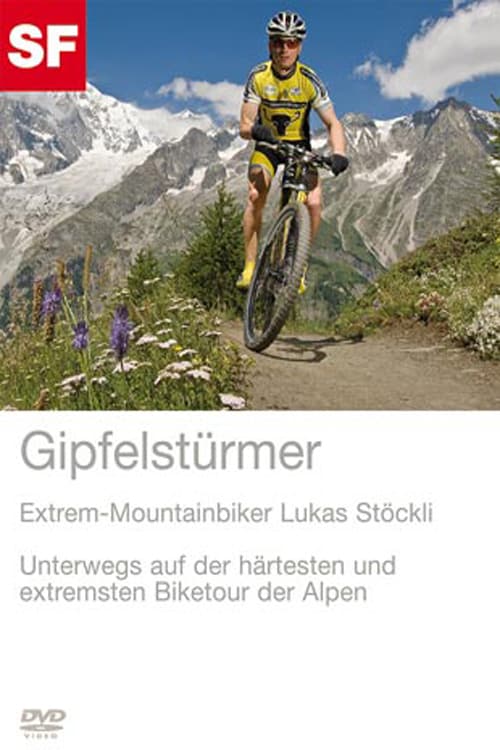 SF
Gipfelstürmer
Extrem-Mountainbiker Lukas Stöckli
Unterwegs auf der härtesten und
extremsten Biketour der Alpen
DVD
VIDEO